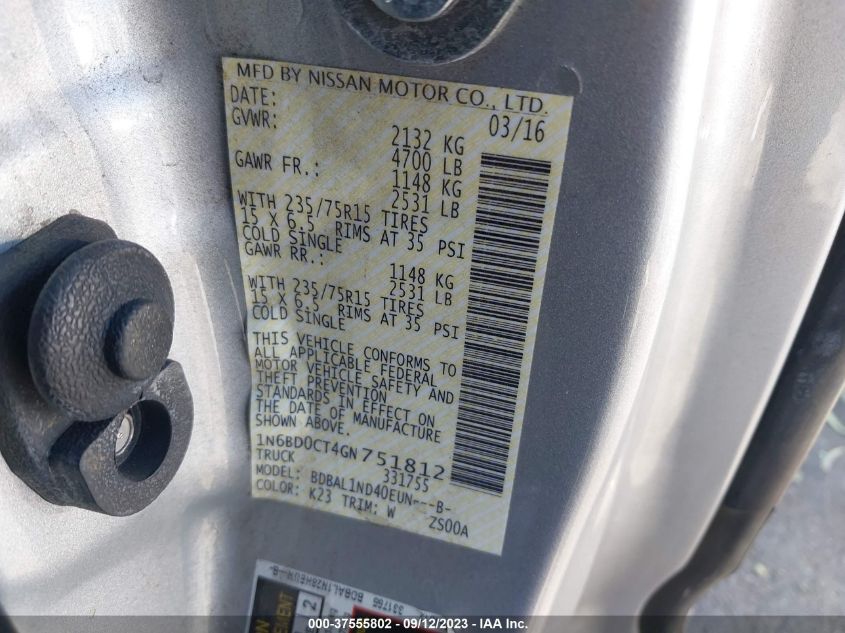 MFD BY NISSAN MOTOR CO., LTD.
DATE: 03/16
GVWR: 2132 KG
4700 LB
GAWR FR.: 1148 KG
2531 LB
WITH 235/75R15 TIRES
15 X 6.5 RIMS AT 35 PSI
COLD SINGLE
GAWR RR.: 1148 KG
2531 LB
WITH 235/75R15 TIRES
15 X 6.5 RIMS AT 35 PSI
COLD SINGLE
THIS VEHICLE CONFORMS TO
ALL APPLICABLE FEDERAL
MOTOR VEHICLE SAFETY AND
THEFT PREVENTION
STANDARDS IN EFFECT ON
THE DATE OF MANUFACTURE
SHOWN ABOVE.
1N6BD0CT4GN751812
TRUCK 331755
MODEL: BDBAL1ND40EUN---B-
COLOR: K23 TRIM: W ZS00A
000-37555802 - 09/12/2023 - IAA Inc.